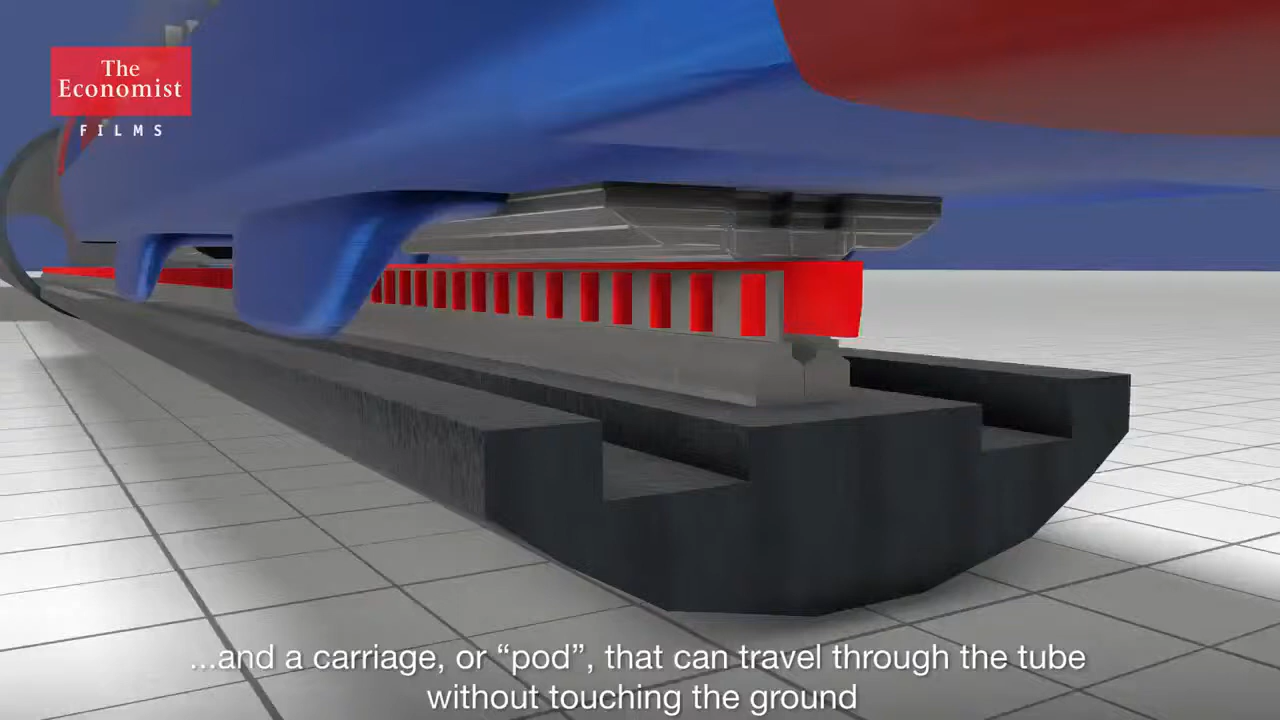 The
Economist
FILMS
...and a carriage, or “pod”, that can travel through the tube
without touching the ground